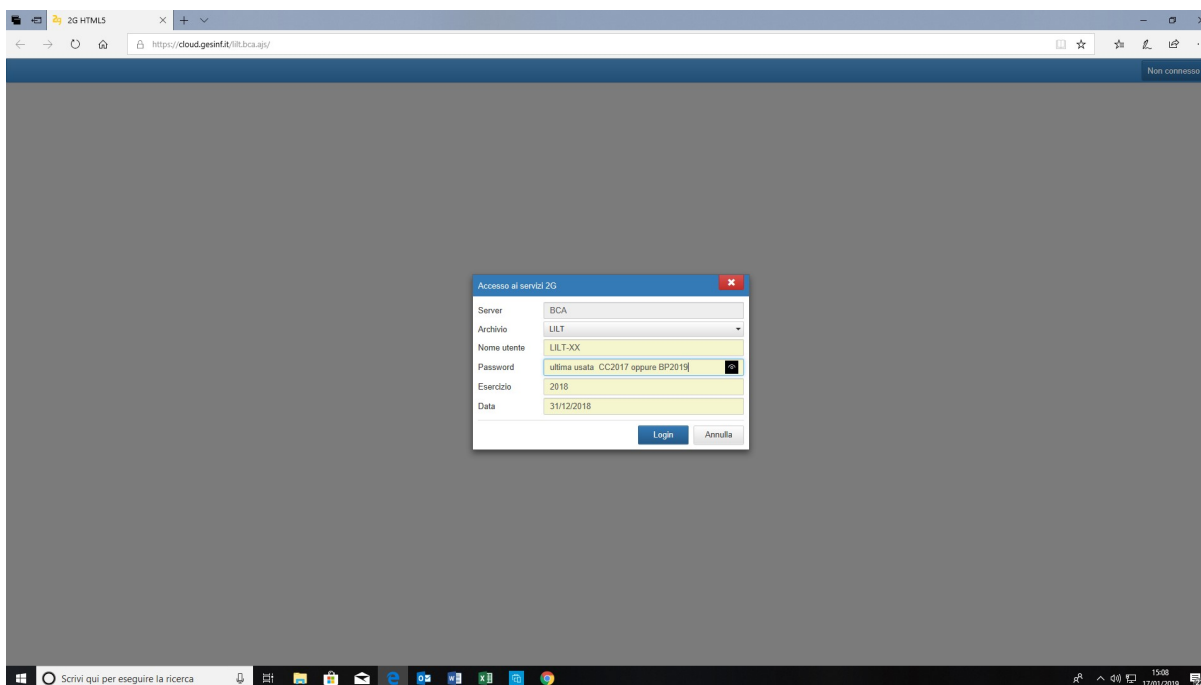 2G HTML5
https://cloud.gesinf.it/lilt.bca.ajs/
Non connesso
Accesso ai servizi 2G
Server BCA
Archivio LILT
Nome utente LILT-XX
Password ultima usata CC2017 oppure BP2019
Esercizio 2018
Data 31/12/2018
Login Annulla
Scrivi qui per eseguire la ricerca
15:08
17/01/2019